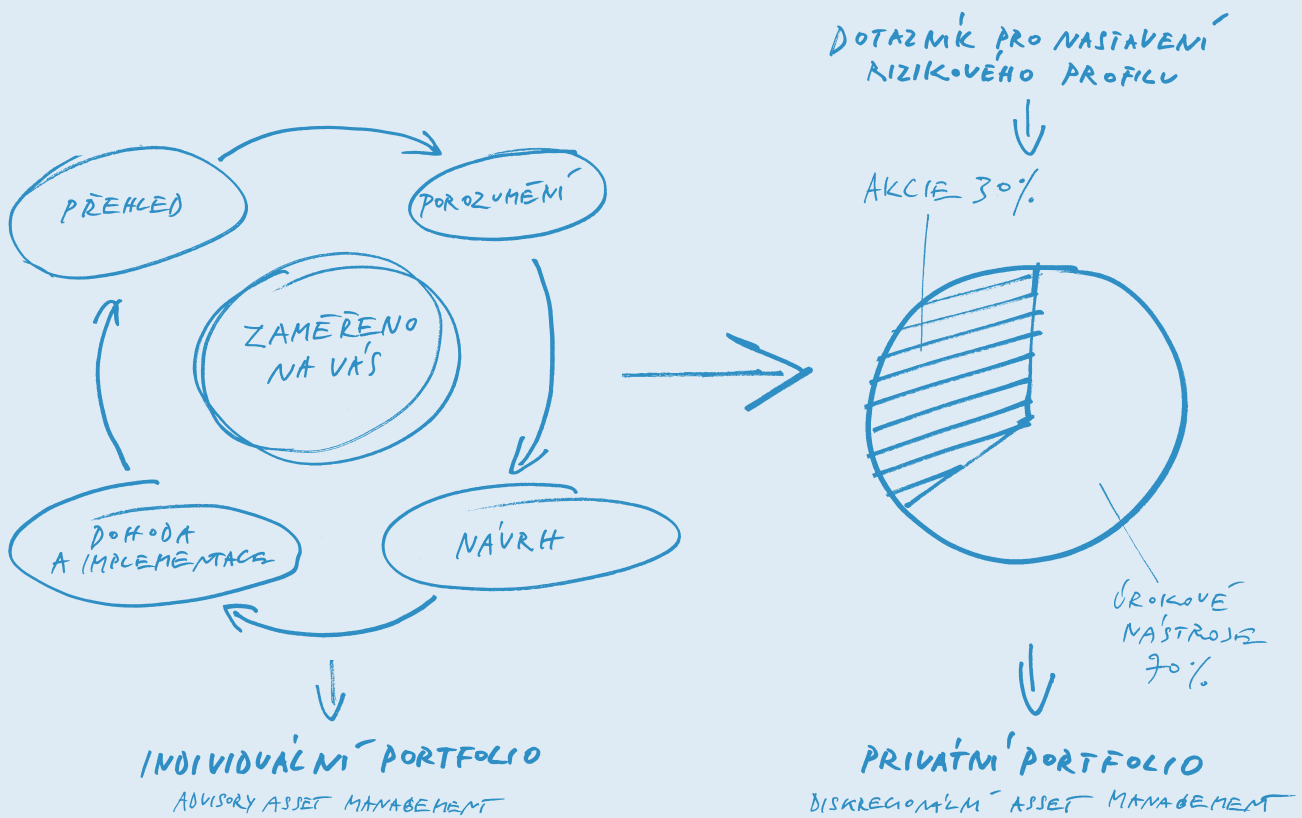 PŘEHLED
POROZUMĚNÍ
ZAMĚŘENO
NA VÁS
DOHODA
A IMPLEMENTACE
NÁVRH
INDIVIDUÁLNÍ PORTFOLIO
ADVISORY ASSET MANAGEMENT
DOTAZNÍK PRO NASTAVENÍ
RIZIKOVÉHO PROFILU
AKCIE 30%
ÚROKOVÉ
NÁSTROJE
70%
PRIVÁTNÍ PORTFOLIO
DISKRECIONÁLNÍ ASSET MANAGEMENT